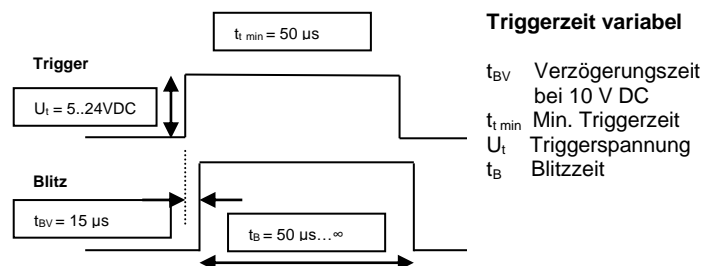 t_t min = 50 µs
Trigger
U_t = 5..24VDC
Blitz
t_BV = 15 µs
t_B = 50 µs…∞
Triggerzeit variabel
t_BV Verzögerungszeit
bei 10 V DC
t_t min Min. Triggerzeit
U_t Triggerspannung
t_B Blitzzeit